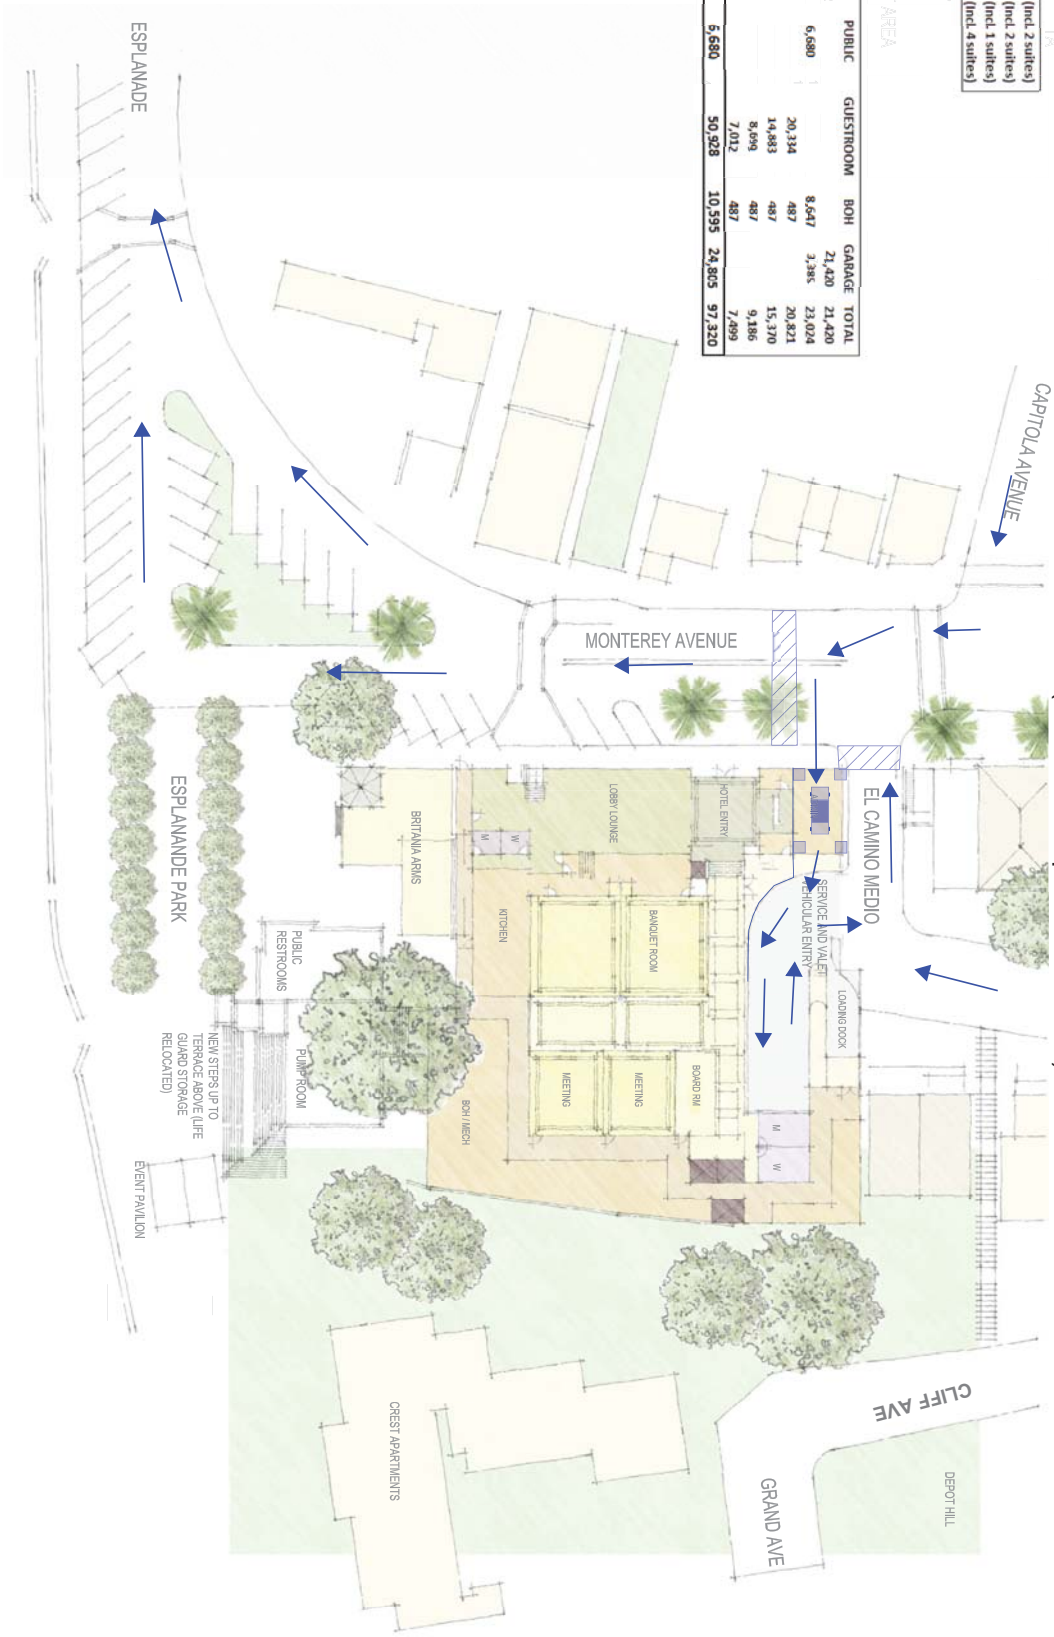 (Incl. 2 suites)
(Incl. 2 suites)
(Incl. 1 suites)
(Incl. 4 suites)
AREA
PUBLIC GUESTROOM BOH GARAGE TOTAL
21,420 21,420
6,680 8,647 3,385 23,024
20,334 487 20,821
14,883 487 15,370
8,699 487 9,186
7,012 487 7,499
6,680 50,928 10,595 24,805 97,320
CAPITOLA AVENUE
ESPLANADE
MONTEREY AVENUE
EL CAMINO MEDIO
SERVICE AND VALET
VEHICULAR ENTRY
LOADING DOCK
HOTEL ENTRY
LOBBY LOUNGE
M
W
BRITANIA ARMS
KITCHEN
BANQUET ROOM
BOARD RM
MEETING
MEETING
M
W
BOH / MECH
ESPLANANDE PARK
PUBLIC
RESTROOMS
PUMP ROOM
NEW STEPS UP TO
TERRACE ABOVE (LIFE
GUARD STORAGE
RELOCATED)
EVENT PAVILION
CREST APARTMENTS
CLIFF AVE
GRAND AVE
DEPOT HILL